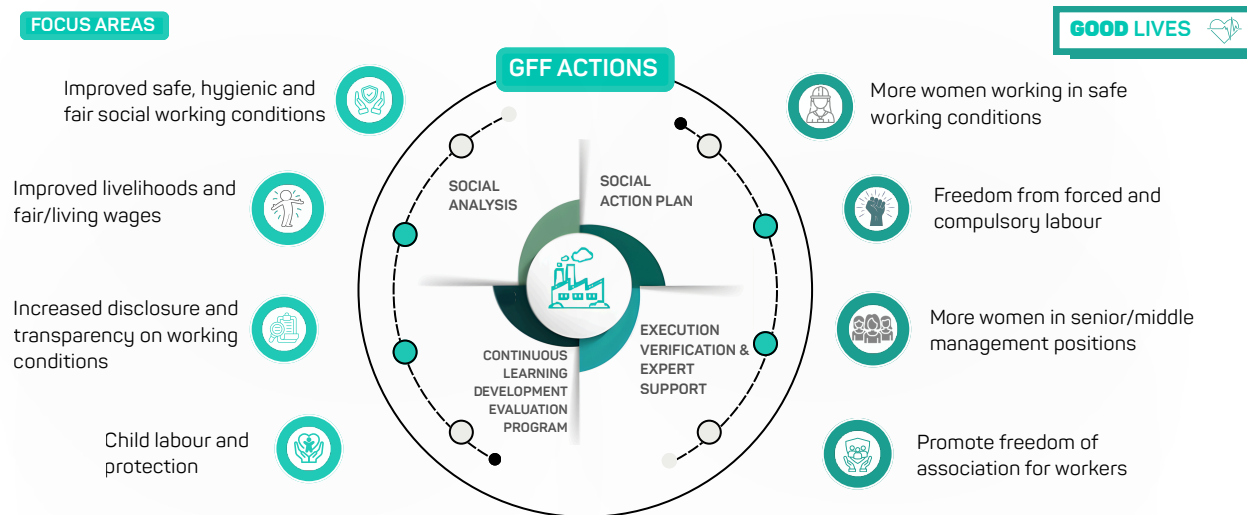 FOCUS AREAS
GOOD LIVES
GFF ACTIONS
Improved safe, hygienic and
fair social working conditions
Improved livelihoods and
fair/living wages
Increased disclosure and
transparency on working
conditions
Child labour and
protection
SOCIAL
ANALYSIS
SOCIAL
ACTION PLAN
CONTINUOUS
LEARNING
DEVELOPMENT
EVALUATION
PROGRAM
EXECUTION
VERIFICATION &
EXPERT
SUPPORT
More women working in safe
working conditions
Freedom from forced and
compulsory labour
More women in senior/middle
management positions
Promote freedom of
association for workers